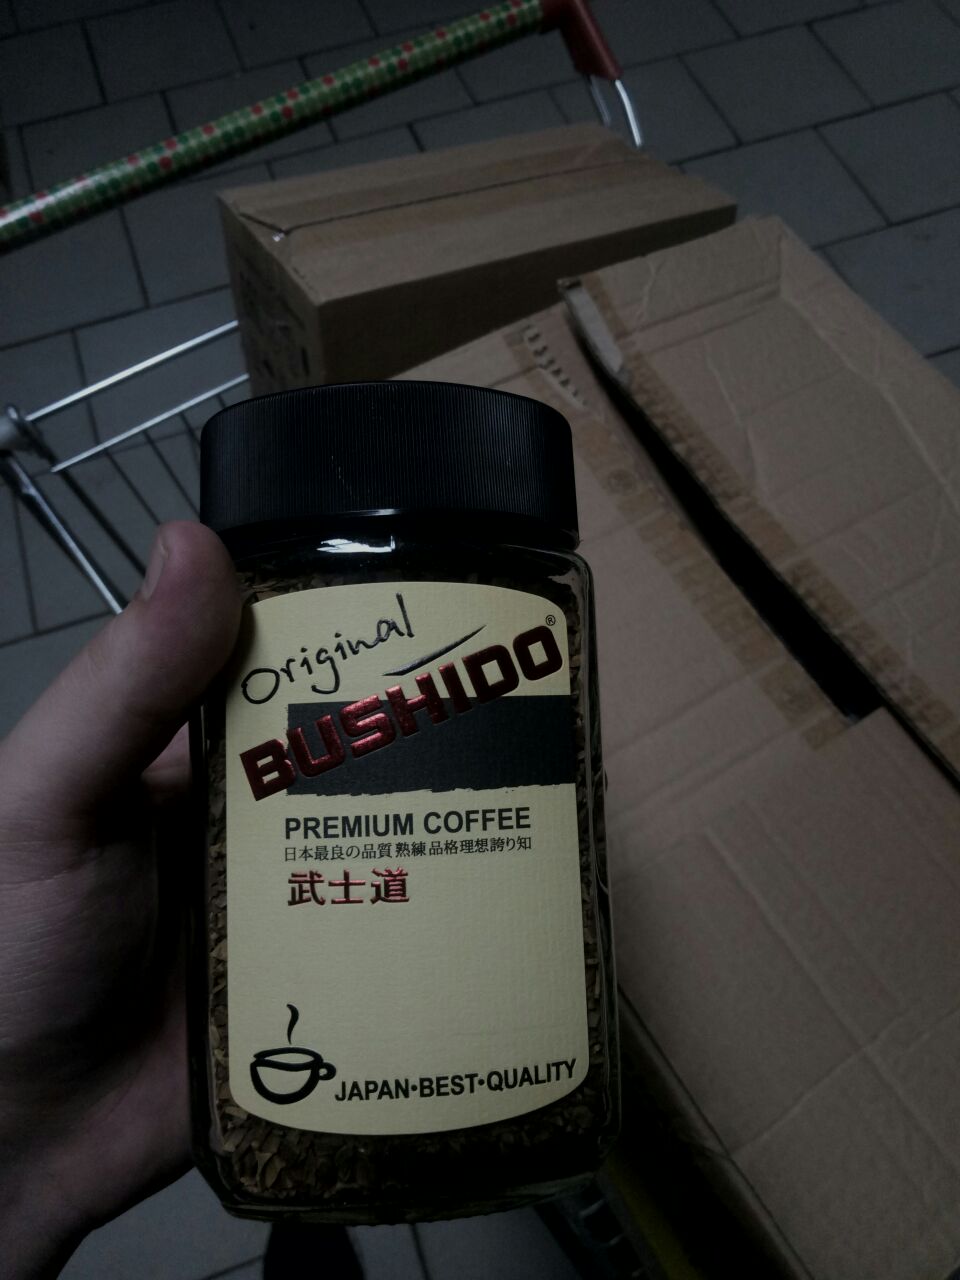 Original
BUSHIDO®
PREMIUM COFFEE
日本最良の品質 熟練品格理想誇り知
武士道
JAPAN•BEST•QUALITY